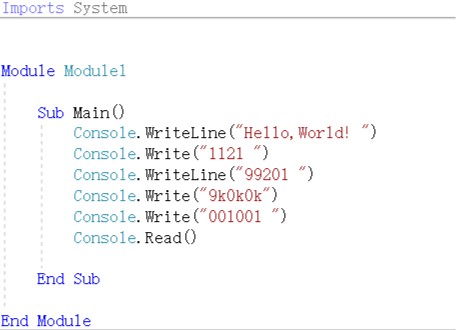 Imports System
Module Module1
Sub Main()
Console.WriteLine("Hello,World! ")
Console.Write("1121 ")
Console.WriteLine("99201 ")
Console.Write("9k0k0k")
Console.Write("001001 ")
Console.Read()
End Sub
End Module